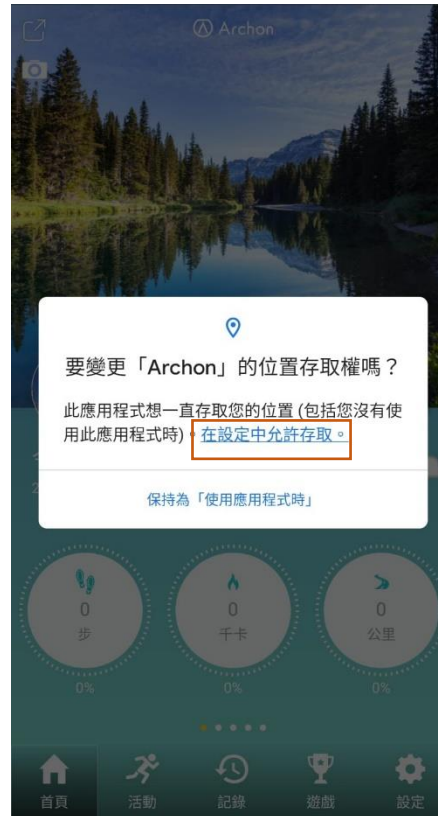 Archon
要變更「Archon」的位置存取權嗎？
此應用程式想一直存取您的位置 (包括您沒有使
用此應用程式時)。在設定中允許存取。
保持為「使用應用程式時」
0
步
0%
0
千卡
0%
0
公里
0%
首頁
活動
記錄
遊戲
設定